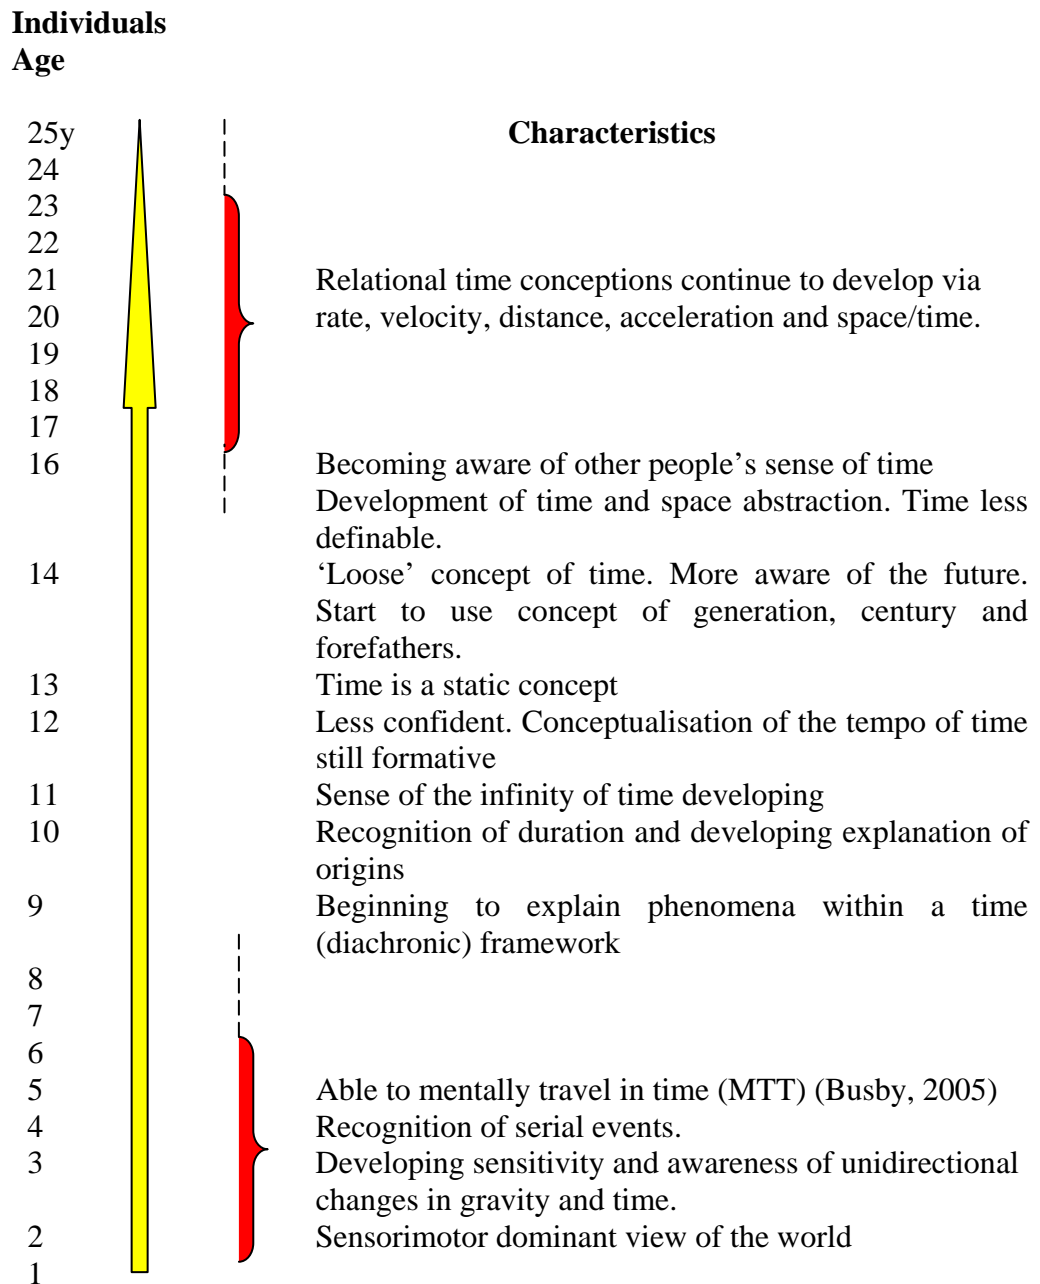 Individuals
Age
25y Characteristics
24
23
22
21 Relational time conceptions continue to develop via
20 rate, velocity, distance, acceleration and space/time.
19
18
17
16 Becoming aware of other people’s sense of time
Development of time and space abstraction. Time less
definable.
14 ‘Loose’ concept of time. More aware of the future.
Start to use concept of generation, century and
forefathers.
13 Time is a static concept
12 Less confident. Conceptualisation of the tempo of time
still formative
11 Sense of the infinity of time developing
10 Recognition of duration and developing explanation of
origins
9 Beginning to explain phenomena within a time
(diachronic) framework
8
7
6
5 Able to mentally travel in time (MTT) (Busby, 2005)
4 Recognition of serial events.
3 Developing sensitivity and awareness of unidirectional
changes in gravity and time.
2 Sensorimotor dominant view of the world
1